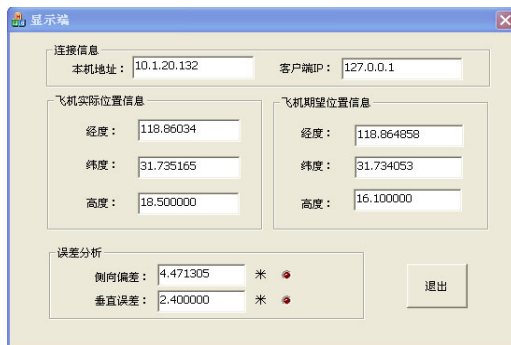 显示端
连接信息
本机地址： 10.1.20.132 客户端IP： 127.0.0.1
飞机实际位置信息 飞机期望位置信息
经度： 118.86034 经度： 118.864858
纬度： 31.735165 纬度： 31.734053
高度： 18.500000 高度： 16.100000
误差分析
侧向偏差： 4.471305 米
垂直误差： 2.400000 米
退出